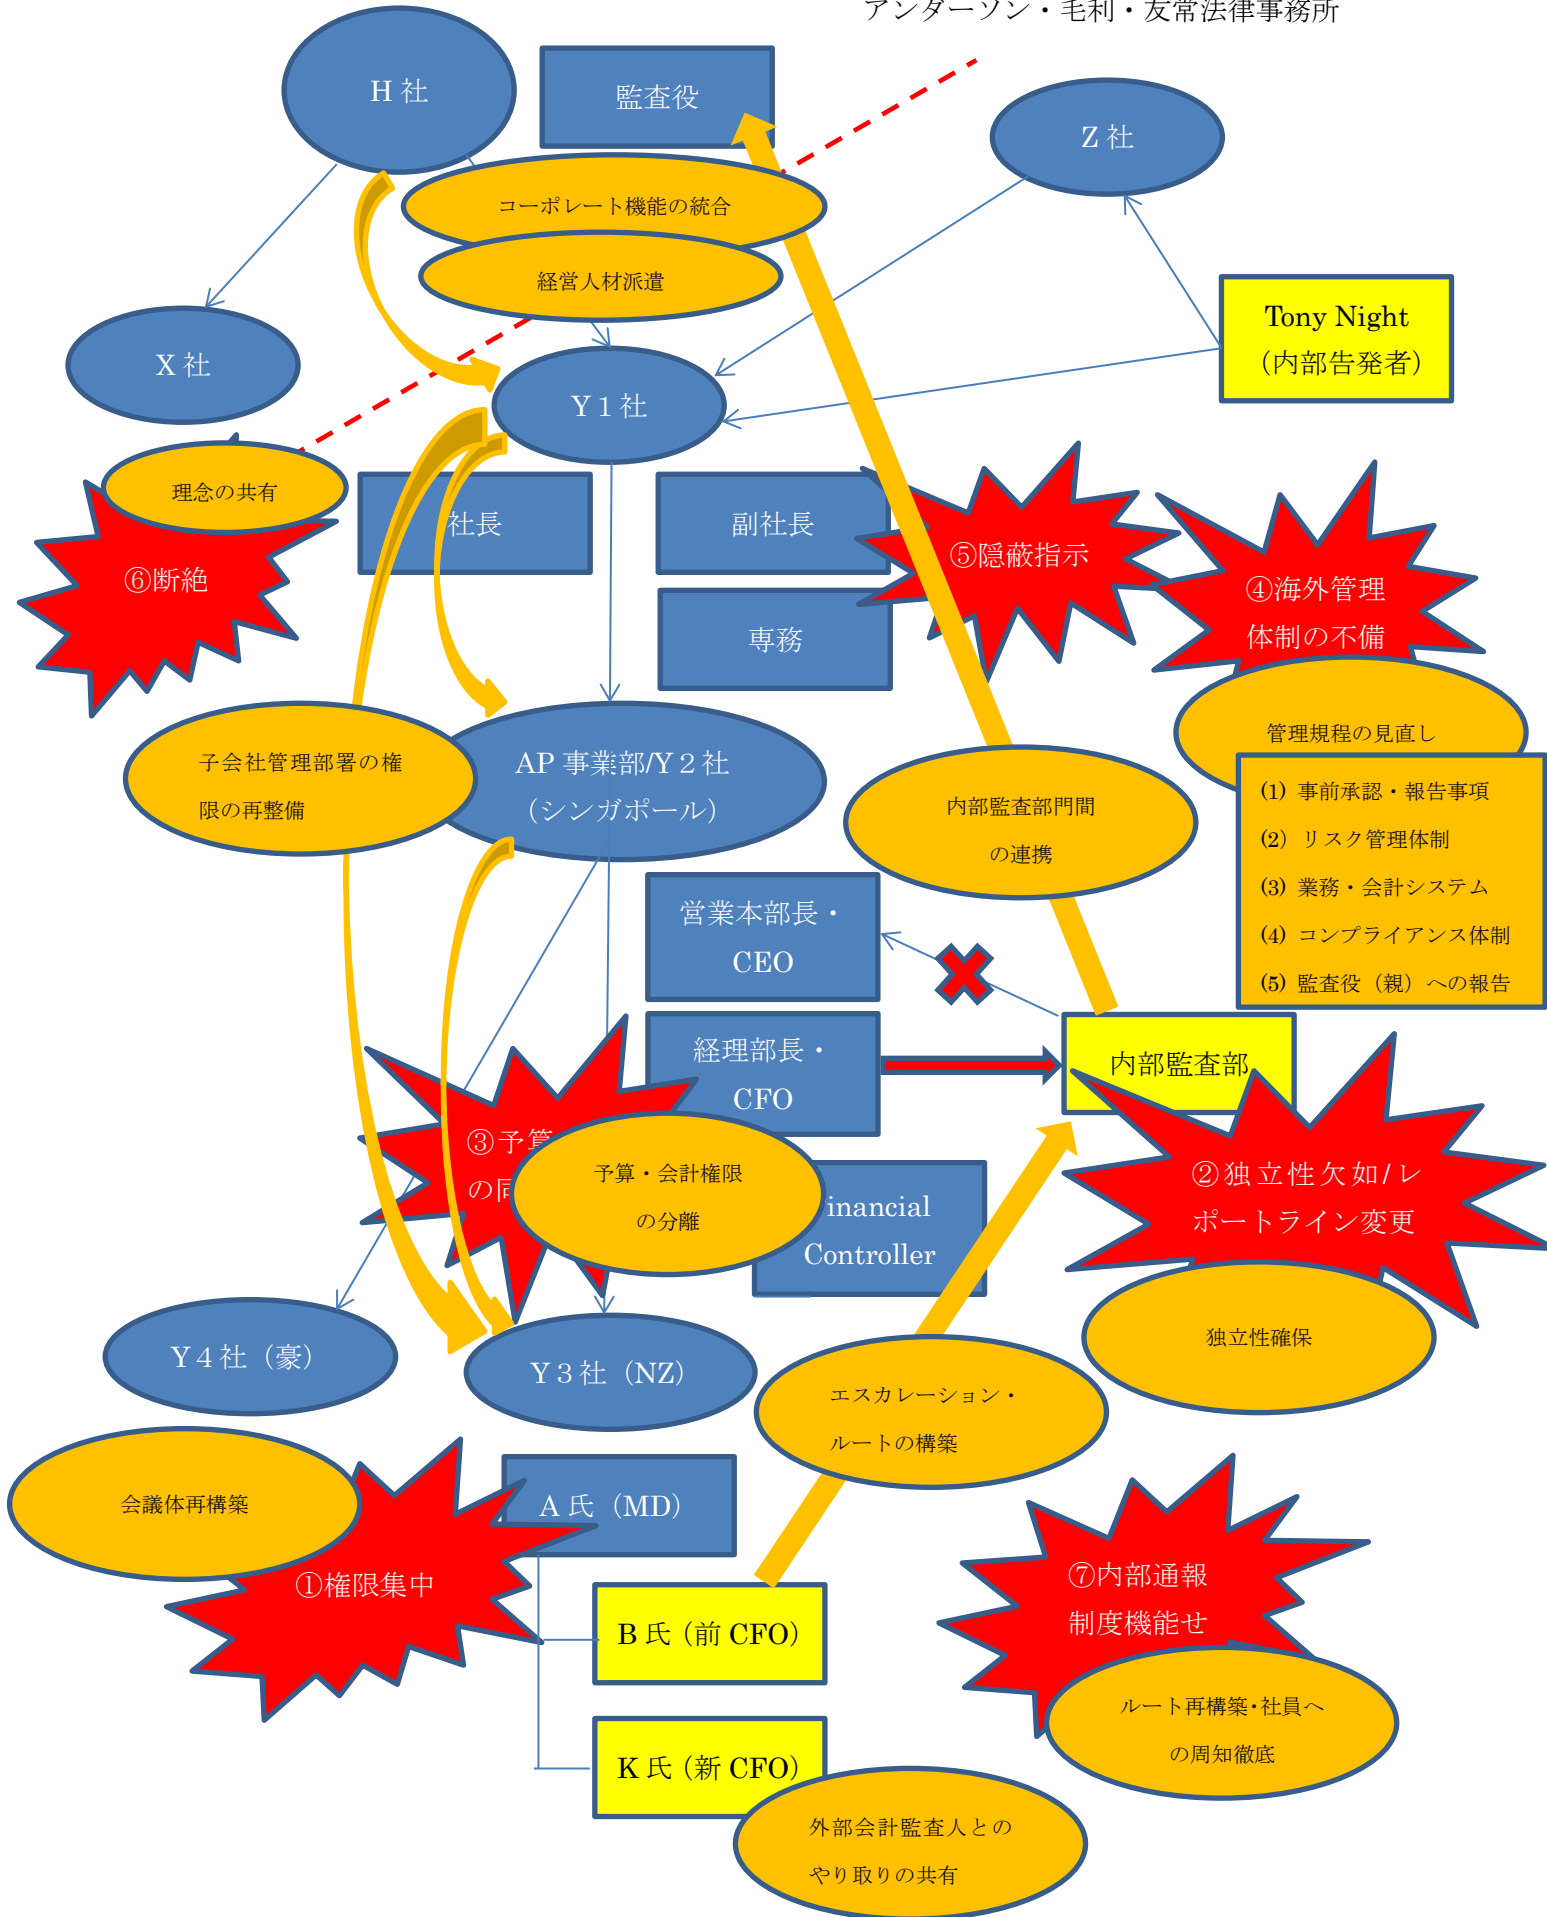 アンダーソン・毛利・友常法律事務所
H 社
監査役
Z 社
コーポレート機能の統合
経営人材派遣
Tony Night
（内部告発者）
X 社
Y１社
理念の共有
社長
副社長
⑤隠蔽指示
⑥断絶
④海外管理
体制の不備
専務
管理規程の見直し
子会社管理部署の権
限の再整備
AP 事業部/Y２社
（シンガポール）
(1) 事前承認・報告事項
(2) リスク管理体制
(3) 業務・会計システム
(4) コンプライアンス体制
(5) 監査役（親）への報告
内部監査部門間
の連携
営業本部長・
CEO
経理部長・
CFO
内部監査部
③予算
の同
予算・会計権限
の分離
②独立性欠如/レ
ポートライン変更
inancial
Controller
独立性確保
Y４社（豪）
Y３社（NZ）
エスカレーション・
ルートの構築
会議体再構築
A 氏（MD）
①権限集中
⑦内部通報
制度機能せ
B 氏（前 CFO）
ルート再構築・社員へ
の周知徹底
K 氏（新 CFO）
外部会計監査人との
やり取りの共有